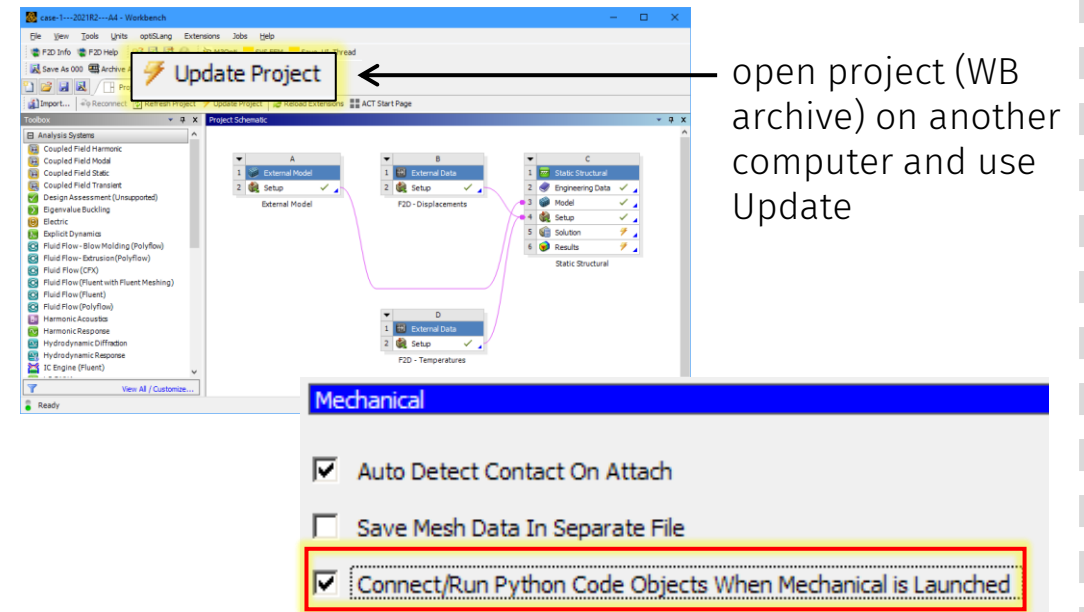 case-1---2021R2---A4 - Workbench
File View Tools Units optiSLang Extensions Jobs Help
F2D Info F2D Help
Save As 000 Archive
Update Project
Import... Reconnect Refresh Project Update Project Reload Extensions ACT Start Page
Toolbox
Project Schematic
Analysis Systems
Coupled Field Harmonic
Coupled Field Modal
Coupled Field Static
Coupled Field Transient
Design Assessment (Unsupported)
Eigenvalue Buckling
Electric
Explicit Dynamics
Fluid Flow - Blow Molding (Polyflow)
Fluid Flow - Extrusion (Polyflow)
Fluid Flow (CFX)
Fluid Flow (Fluent with Fluent Meshing)
Fluid Flow (Fluent)
Fluid Flow (Polyflow)
Harmonic Acoustics
Harmonic Response
Hydrodynamic Diffraction
Hydrodynamic Response
IC Engine (Fluent)
View All / Customize...
Ready
A
1 External Model
2 Setup
External Model
B
1 External Data
2 Setup
F2D - Displacements
C
1 Static Structural
2 Engineering Data
3 Model
4 Setup
5 Solution
6 Results
Static Structural
D
1 External Data
2 Setup
F2D - Temperatures
open project (WB
archive) on another
computer and use
Update
Mechanical
Auto Detect Contact On Attach
Save Mesh Data In Separate File
Connect/Run Python Code Objects When Mechanical is Launched